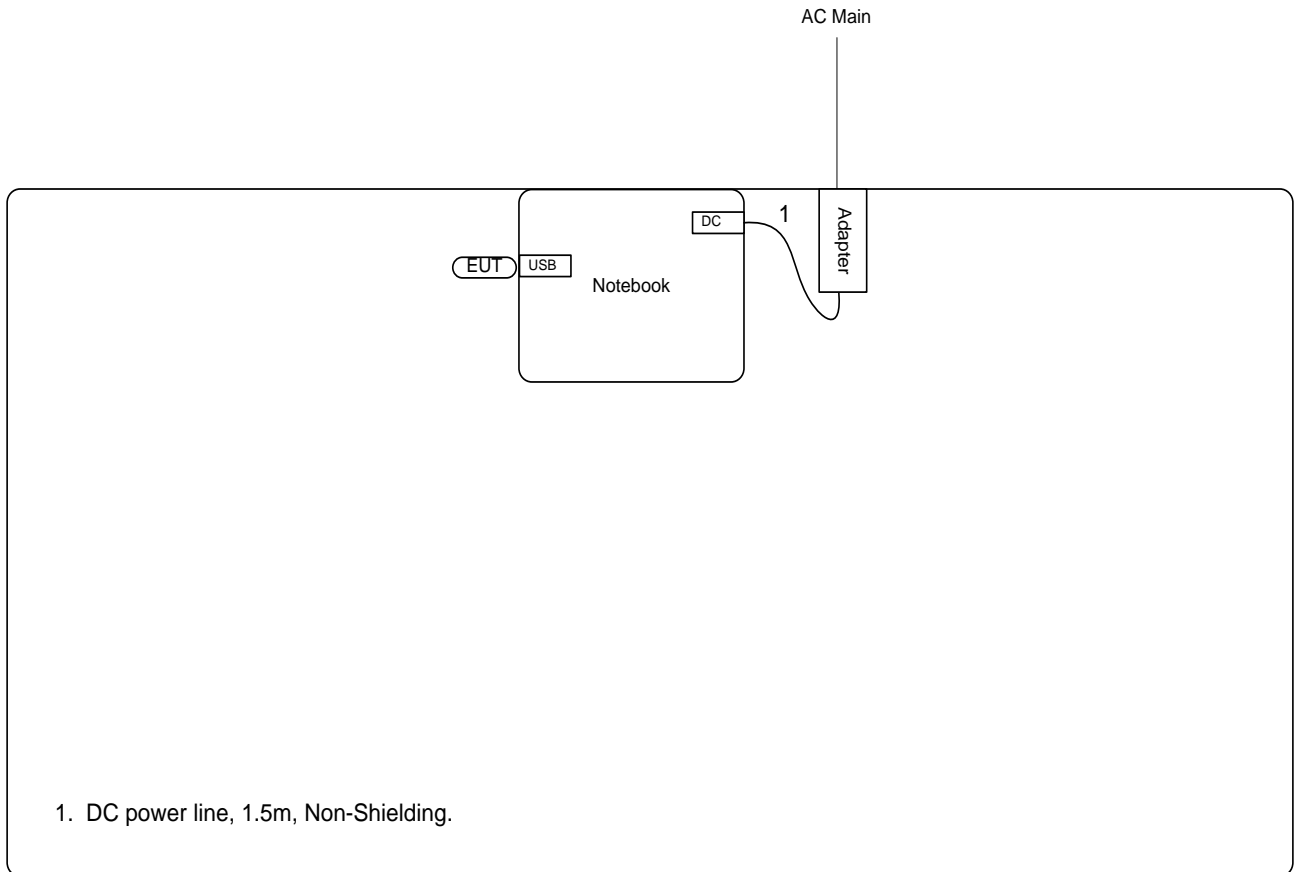 AC Main
1
Adapter
DC
EUT
USB
Notebook
1. DC power line, 1.5m, Non-Shielding.